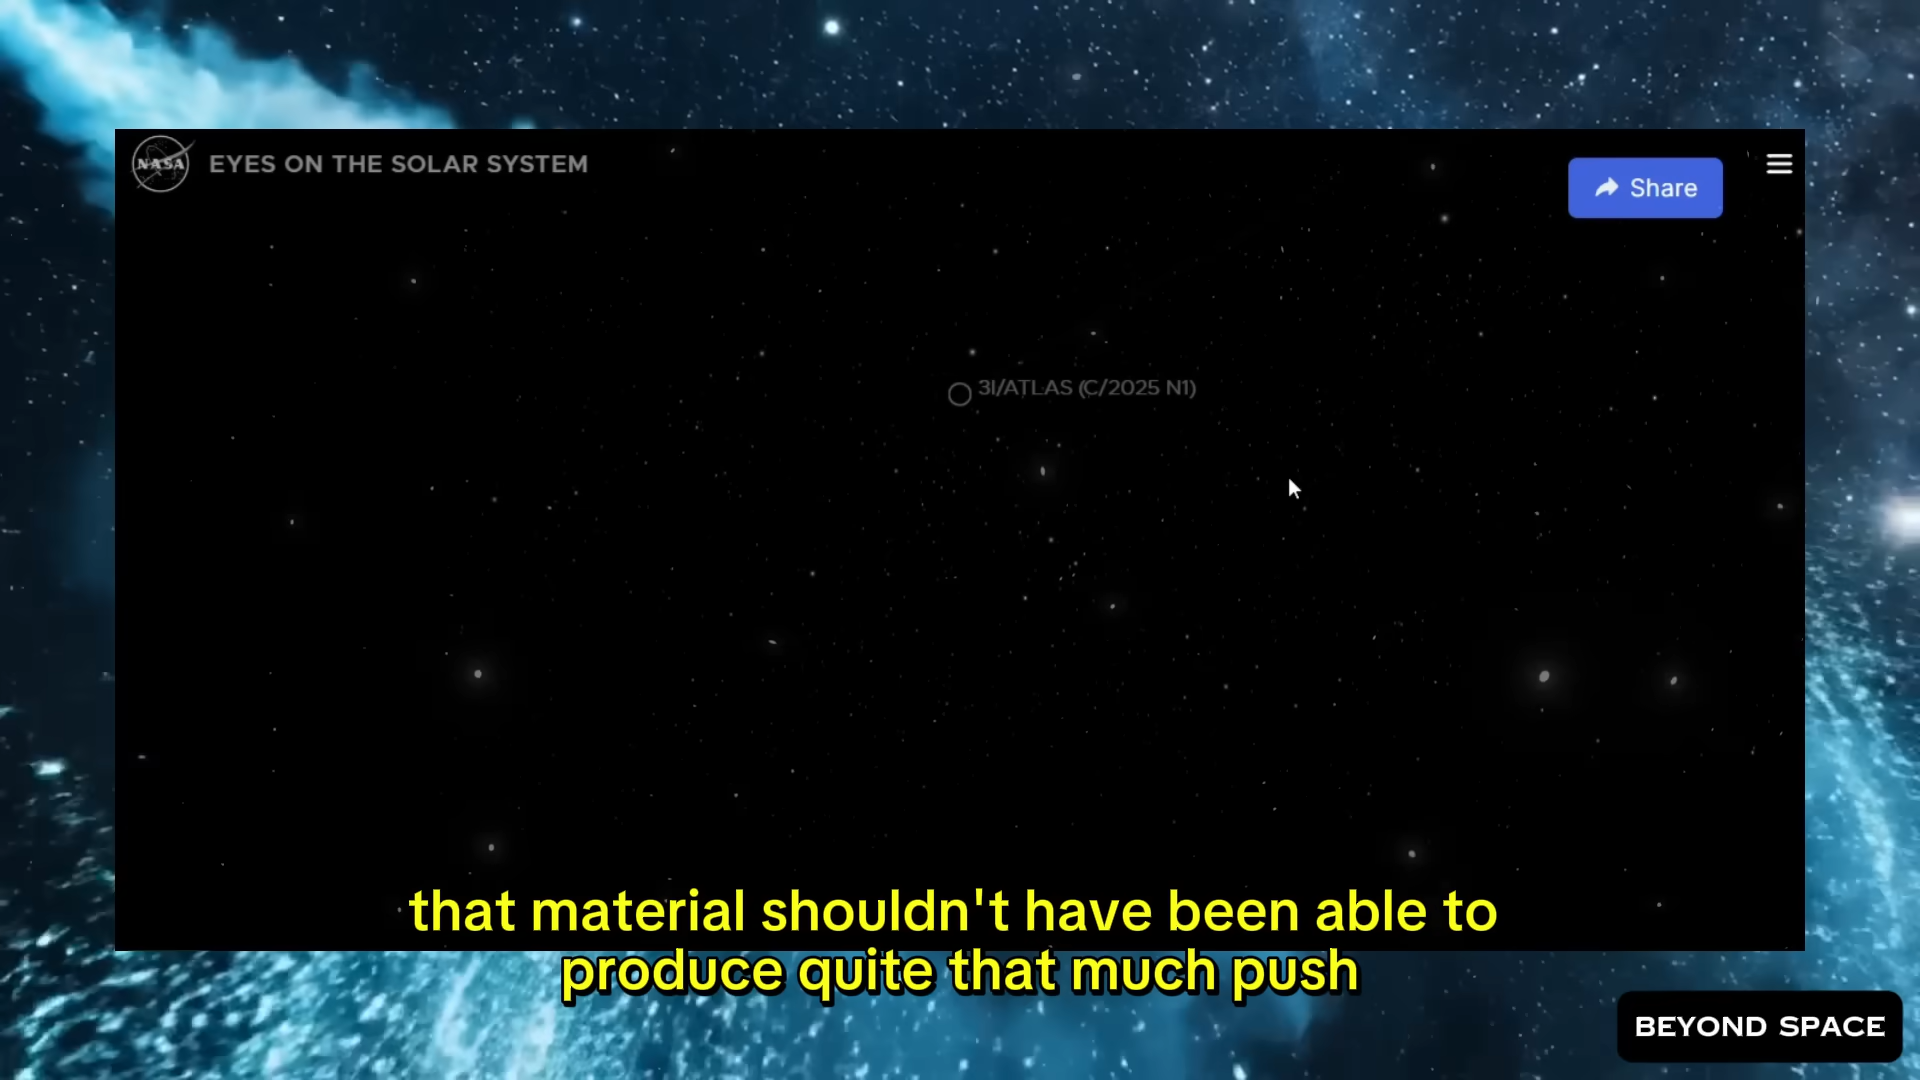 NASA
EYES ON THE SOLAR SYSTEM
Share
3I/ATLAS (C/2025 N1)
that material shouldn't have been able to
produce quite that much push
BEYOND SPACE